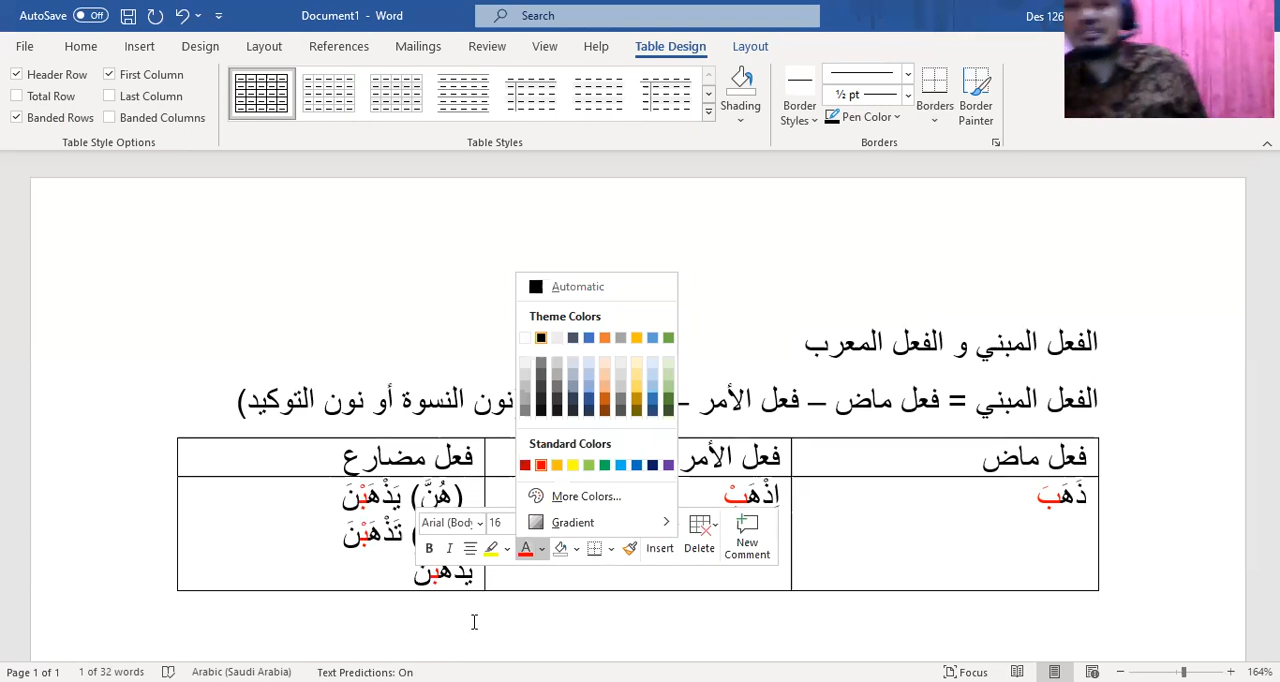 AutoSave Off Document1 - Word Search Des 126
File Home Insert Design Layout References Mailings Review View Help Table Design Layout
Header Row First Column
Total Row Last Column
Banded Rows Banded Columns
Shading Border Styles ½ pt Pen Color Borders Border Painter
Table Style Options Table Styles Borders
Automatic
Theme Colors
الفعل المبني و الفعل المعرب
الفعل المبني = فعل ماض – فعل الأمر – نون النسوة أو نون التوكيد)
Standard Colors
فعل ماض فعل الأمر فعل مضارع
More Colors...
ذَهَبَ اِذْهَبْ (هُنَّ) يَذْهَبْنَ
Gradient
Arial (Body 16
) تَذْهَبْنَ
B I A Insert Delete New Comment
يذهبن
Page 1 of 1 1 of 32 words Arabic (Saudi Arabia) Text Predictions: On Focus 164%